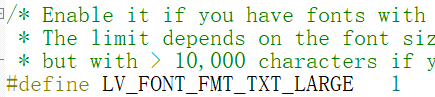 /* Enable it if you have fonts with
 * The limit depends on the font siz
 * but with > 10,000 characters if y
#define LV_FONT_FMT_TXT_LARGE   1